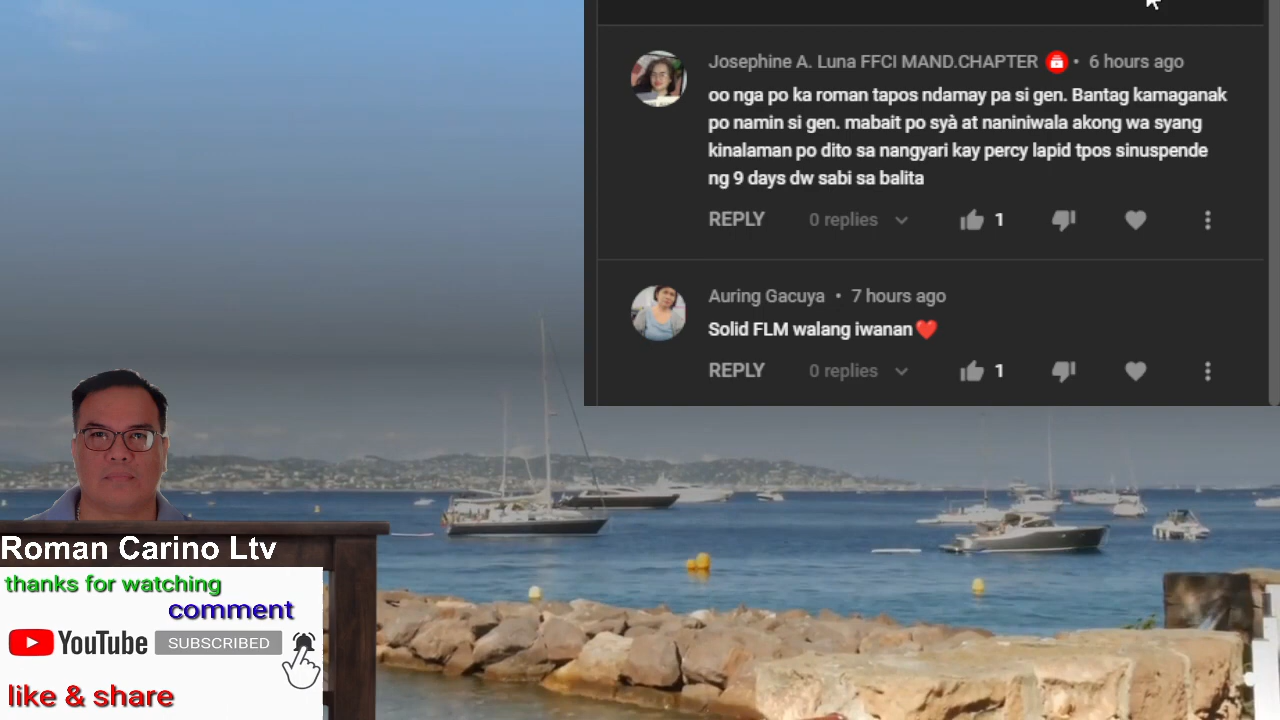 Josephine A. Luna FFCI MAND.CHAPTER • 6 hours ago
oo nga po ka roman tapos ndamay pa si gen. Bantag kamaganak
po namin si gen. mabait po syà at naniniwala akong wa syang
kinalaman po dito sa nangyari kay percy lapid tpos sinuspende
ng 9 days dw sabi sa balita
REPLY 0 replies 1
Auring Gacuya • 7 hours ago
Solid FLM walang iwanan❤️
REPLY 0 replies 1
Roman Carino Ltv
thanks for watching
comment
YouTube SUBSCRIBED
like & share